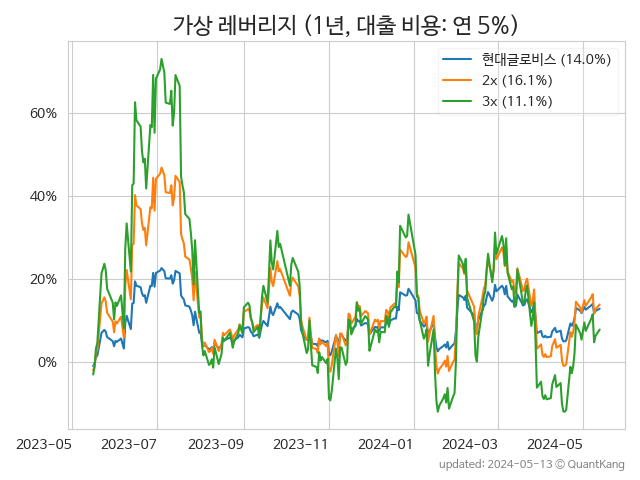 가상 레버리지 (1년, 대출 비용: 연 5%)
현대글로비스 (14.0%)
2x (16.1%)
3x (11.1%)
60%
40%
20%
0%
2023-05 2023-07 2023-09 2023-11 2024-01 2024-03 2024-05
updated: 2024-05-13 © QuantKang